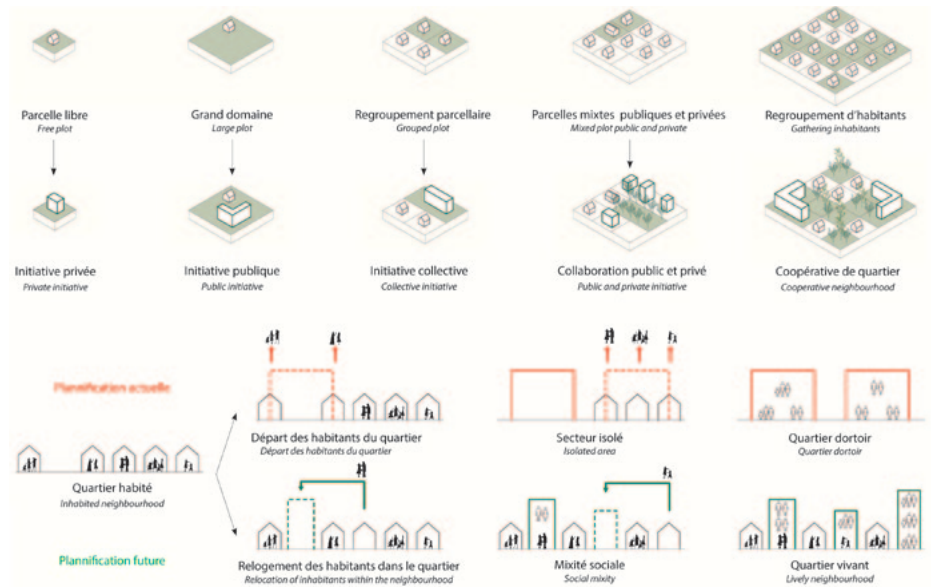 Parcelle libre
Free plot
Grand domaine
Large plot
Regroupement parcellaire
Grouped plot
Parcelles mixtes publiques et privées
Mixed plot public and private
Regroupement d'habitants
Gathering inhabitants
Initiative privée
Private initiative
Initiative publique
Public initiative
Initiative collective
Collective initiative
Collaboration public et privé
Public and private initiative
Coopérative de quartier
Cooperative neighbourhood
Plannification actuelle
Départ des habitants du quartier
Départ des habitants du quartier
Secteur isolé
Isolated area
Quartier dortoir
Quartier dortoir
Quartier habité
Inhabited neighbourhood
Plannification future
Relogement des habitants dans le quartier
Relocation of inhabitants within the neighbourhood
Mixité sociale
Social mixity
Quartier vivant
Lively neighbourhood